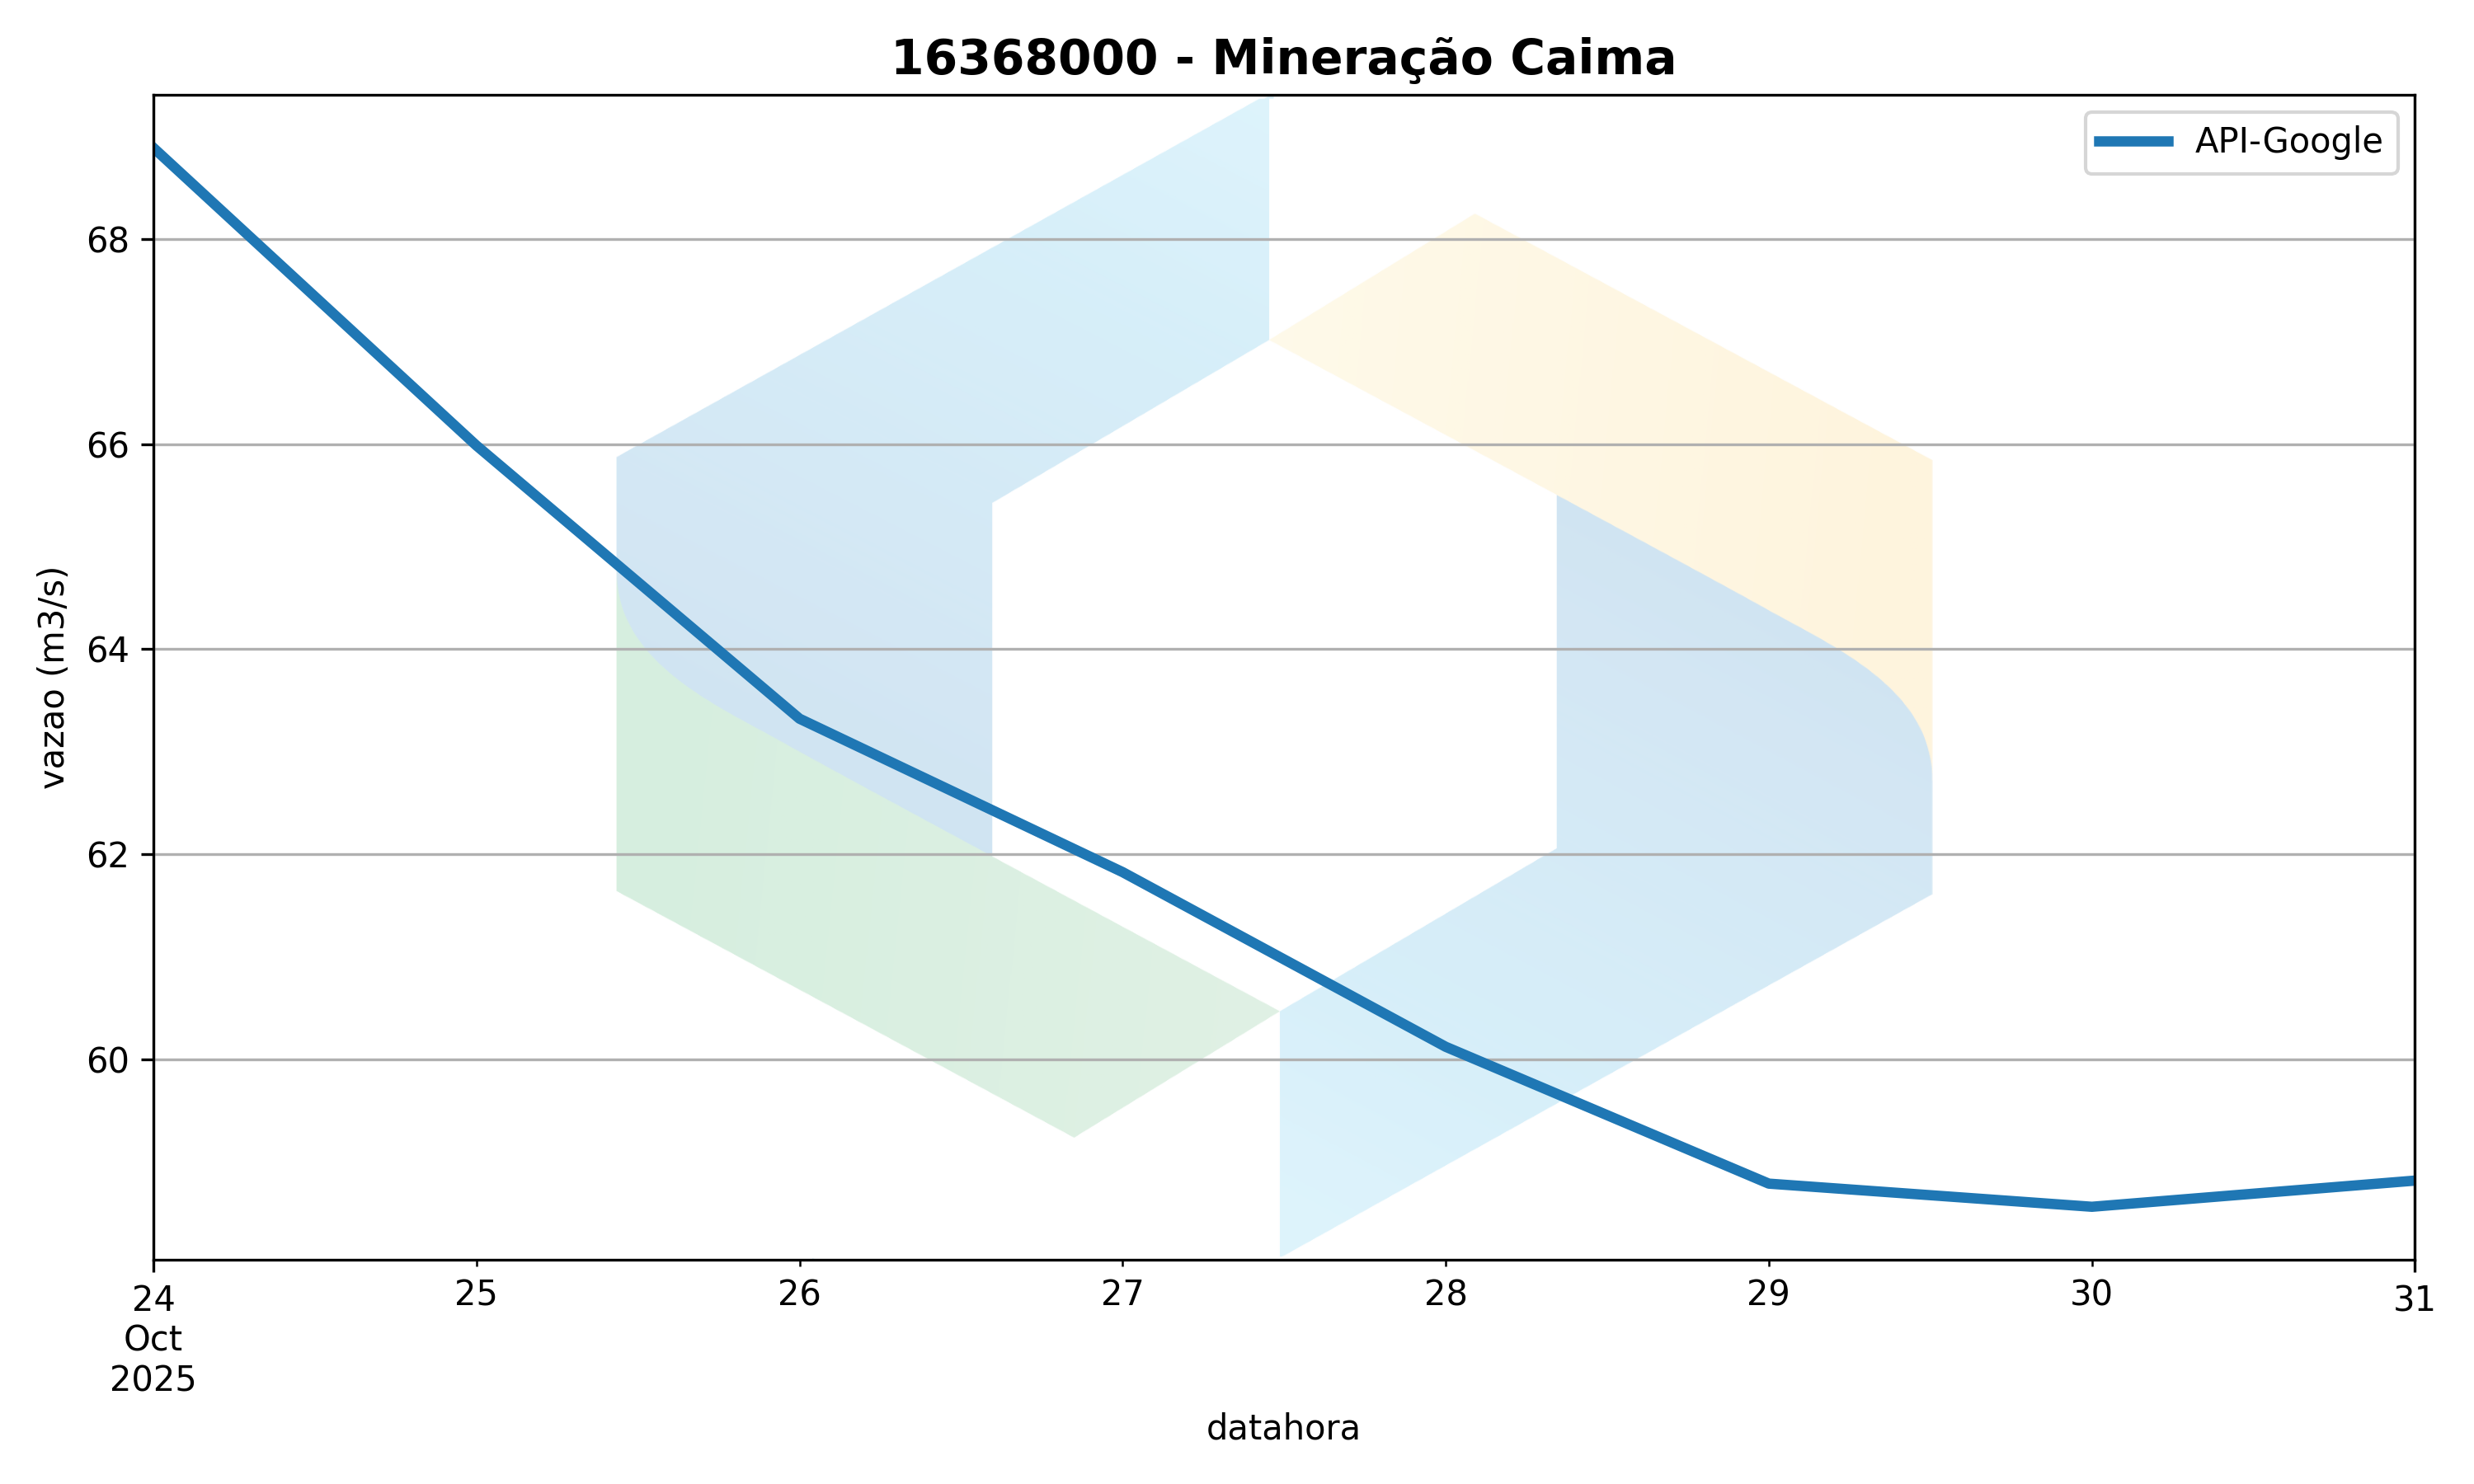 16368000 - Mineração Caima
API-Google
vazao (m3/s)
68
66
64
62
60
24
Oct
2025
25
26
27
28
29
30
31
datahora